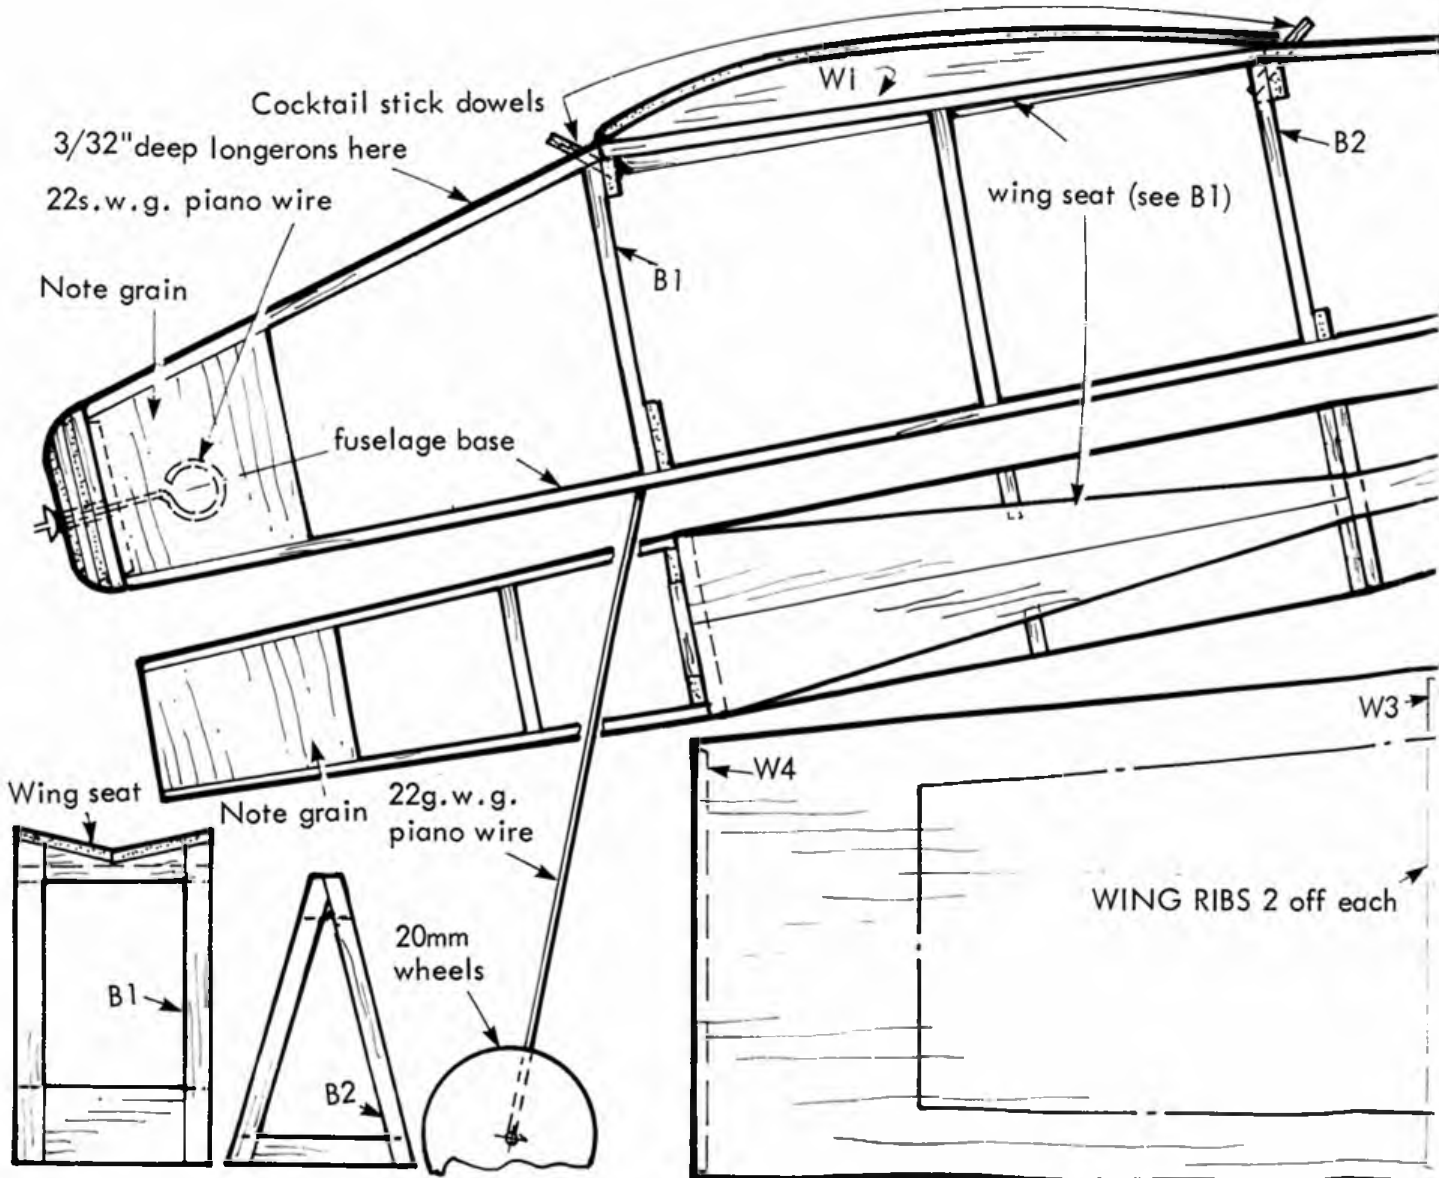 W1
Cocktail stick dowels
3/32"deep longerons here
B2
22s.w.g. piano wire
wing seat (see B1)
B1
Note grain
fuselage base
W3
W4
Wing seat
Note grain
22g.w.g.
piano wire
WING RIBS 2 off each
20mm
wheels
B1
B2